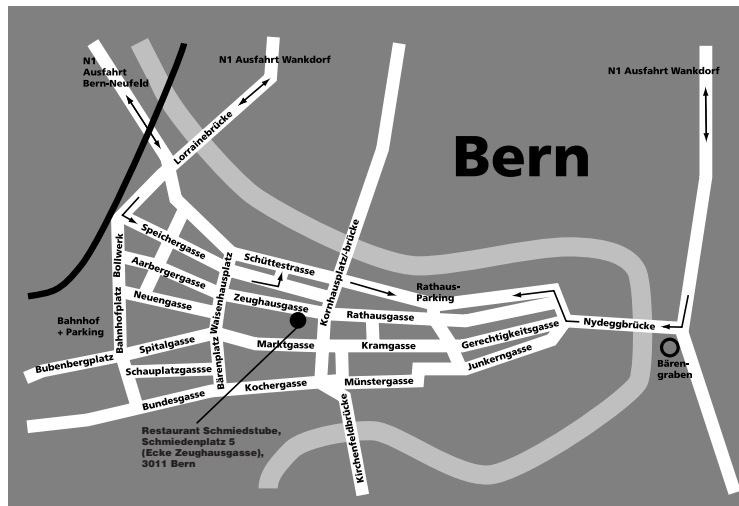 N1
Ausfahrt
Bern-Neufeld
N1 Ausfahrt Wankdorf
N1 Ausfahrt Wankdorf
Bern
Lorrainebrücke
Speichergasse
Schüttestrasse
Bollwerk
Aarbergergasse
Waisenhausplatz
Kornhausplatz/-brücke
Rathaus-
Parking
Neuengasse
Zeughausgasse
Rathausgasse
Bahnhof
+ Parking
Bahnhofplatz
Nydeggbrücke
Gerechtigkeitsgasse
Spitalgasse
Bärenplatz
Marktgasse
Kramgasse
Junkerngasse
Bubenbergplatz
Schauplatzgassse
Kochergasse
Münstergasse
Bären-
graben
Bundesgasse
Kirchenfeldbrücke
Restaurant Schmiedstube,
Schmiedenplatz 5
(Ecke Zeughausgasse),
3011 Bern